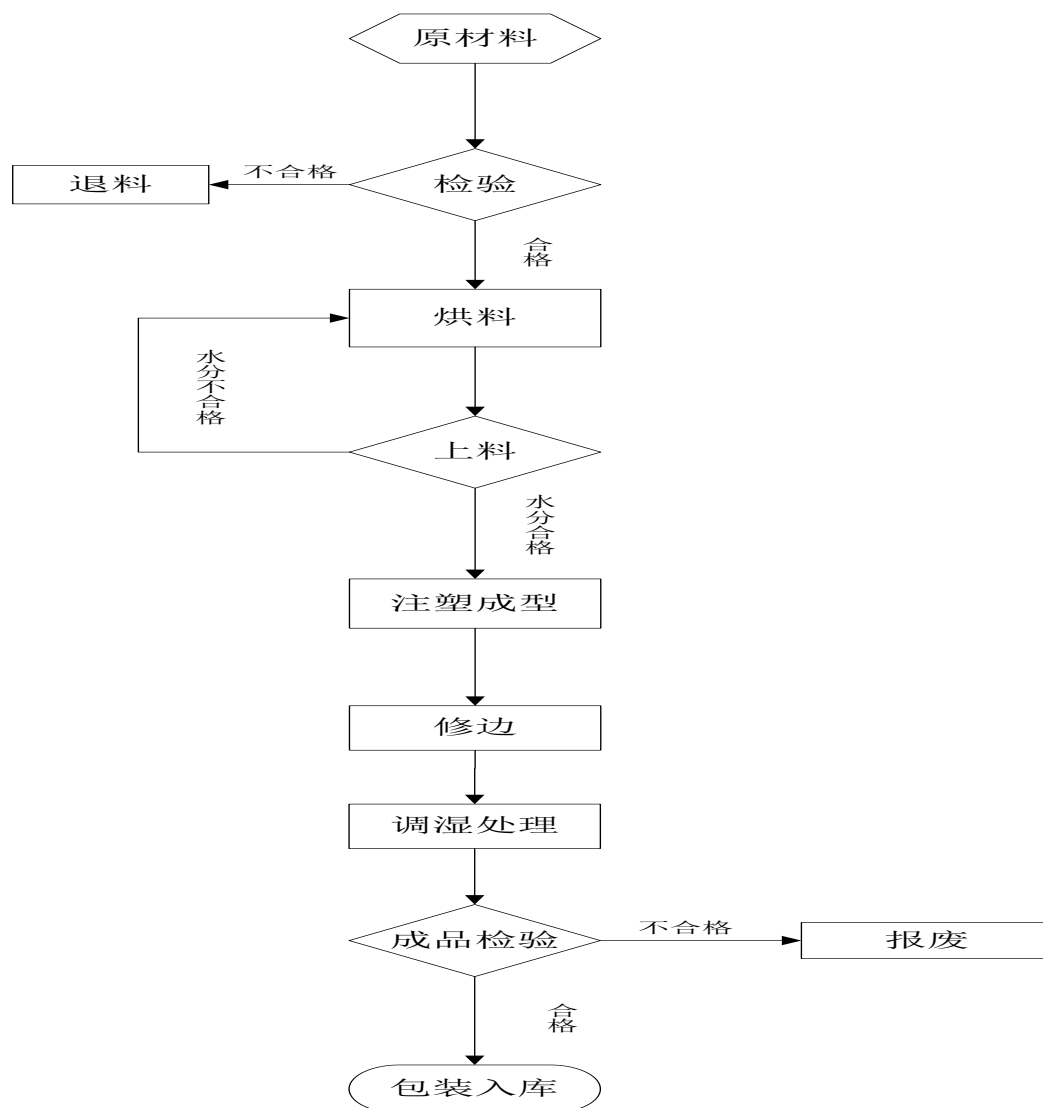 原材料
不合格
退料
检验
合格
烘料
水分不合格
上料
水分合格
注塑成型
修边
调湿处理
成品检验
不合格
报废
合格
包装入库